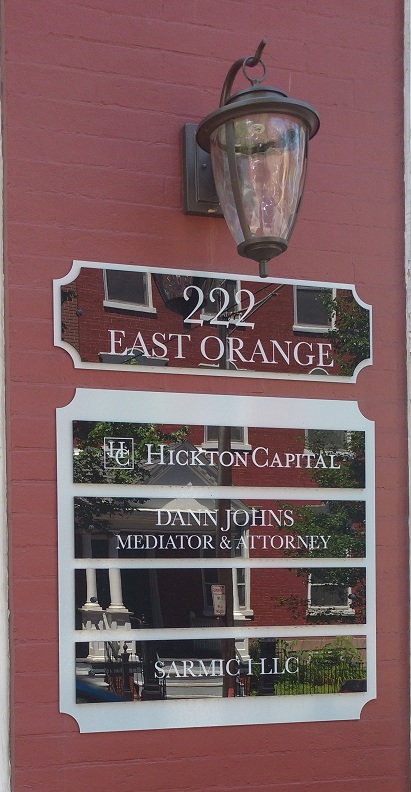 222
EAST ORANGE
HC HICKTON CAPITAL
DANN JOHNS
MEDIATOR & ATTORNEY
SARMIC I LLC